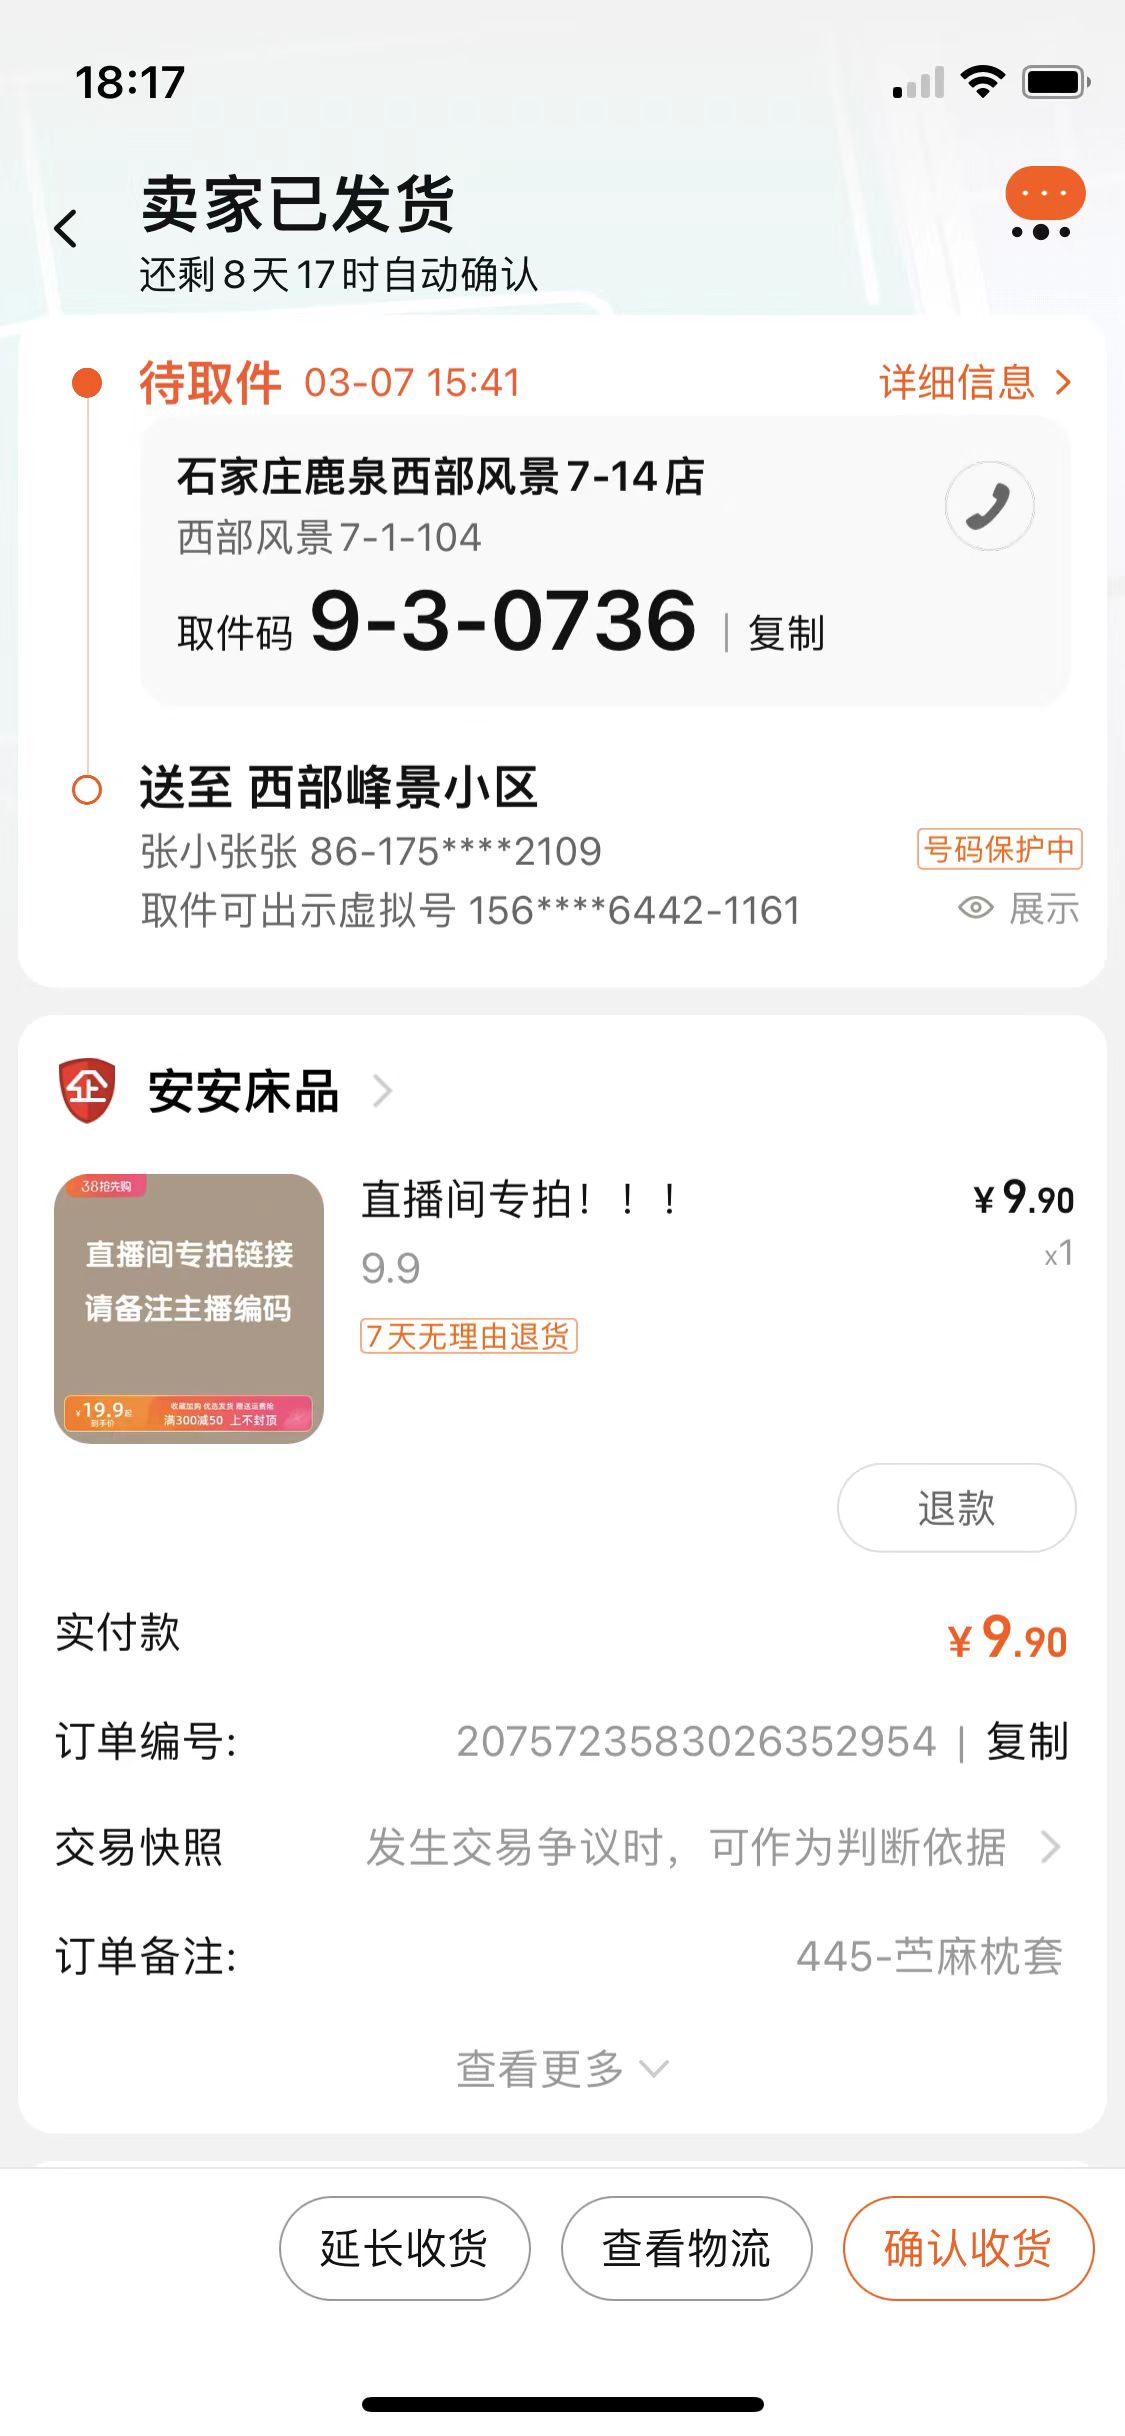 18:17
卖家已发货
还剩8天17时自动确认
待取件 03-07 15:41 详细信息
石家庄鹿泉西部风景7-14店
西部风景7-1-104
取件码 9-3-0736 | 复制
送至 西部峰景小区
张小张张 86-175****2109 号码保护中
取件可出示虚拟号 156****6442-1161 展示
企 安安床品
38抢先购
直播间专拍链接
请备注主播编码
¥19.9起
到手价
收藏加购 优选发货 赠送运费险
满300减50 上不封顶
直播间专拍！！！ ¥9.90
9.9 x1
7天无理由退货
退款
实付款 ¥9.90
订单编号: 2075723583026352954 | 复制
交易快照 发生交易争议时，可作为判断依据
订单备注: 445-苎麻枕套
查看更多
延长收货 查看物流 确认收货